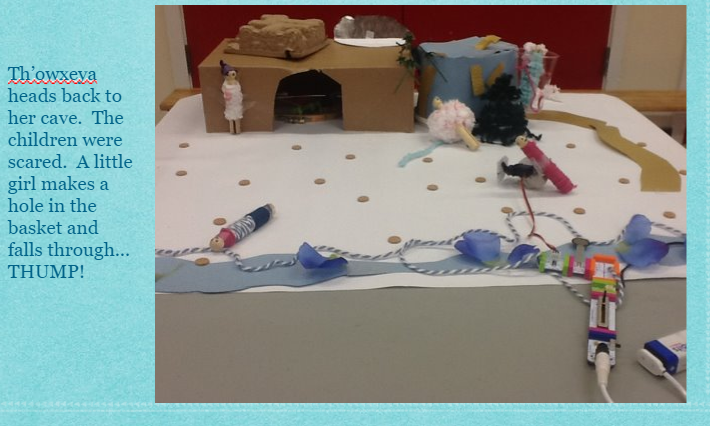 Th'owxeya
heads back to
her cave.  The
children were
scared.  A little
girl makes a
hole in the
basket and
falls through...
THUMP!